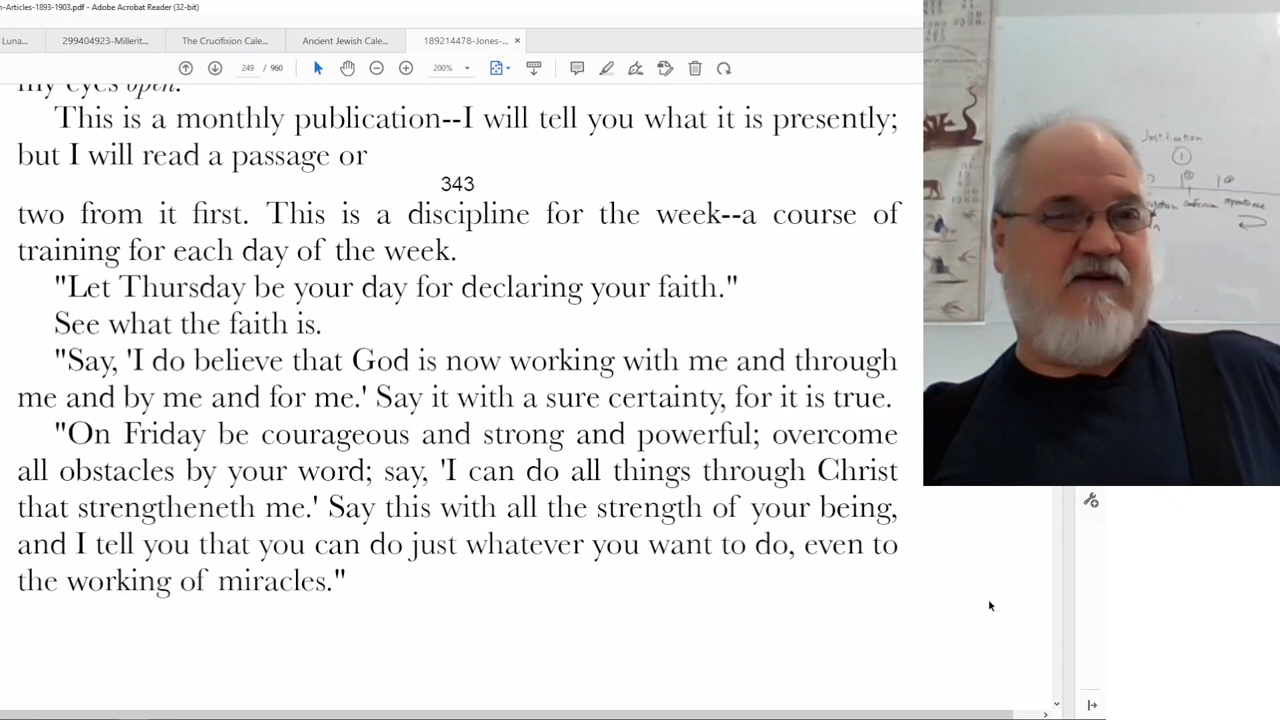 n-Articles-1893-1903.pdf - Adobe Acrobat Reader (32-bit)
Luna... 299404923-Millerit... The Crucifixion Cale... Ancient Jewish Cale... 189214478-Jones-... ×
249 / 960 200%
my eyes open.
This is a monthly publication--I will tell you what it is presently;
but I will read a passage or
343
two from it first. This is a discipline for the week--a course of
training for each day of the week.
"Let Thursday be your day for declaring your faith."
See what the faith is.
"Say, 'I do believe that God is now working with me and through
me and by me and for me.' Say it with a sure certainty, for it is true.
"On Friday be courageous and strong and powerful; overcome
all obstacles by your word; say, 'I can do all things through Christ
that strengtheneth me.' Say this with all the strength of your being,
and I tell you that you can do just whatever you want to do, even to
the working of miracles."
Justification
1